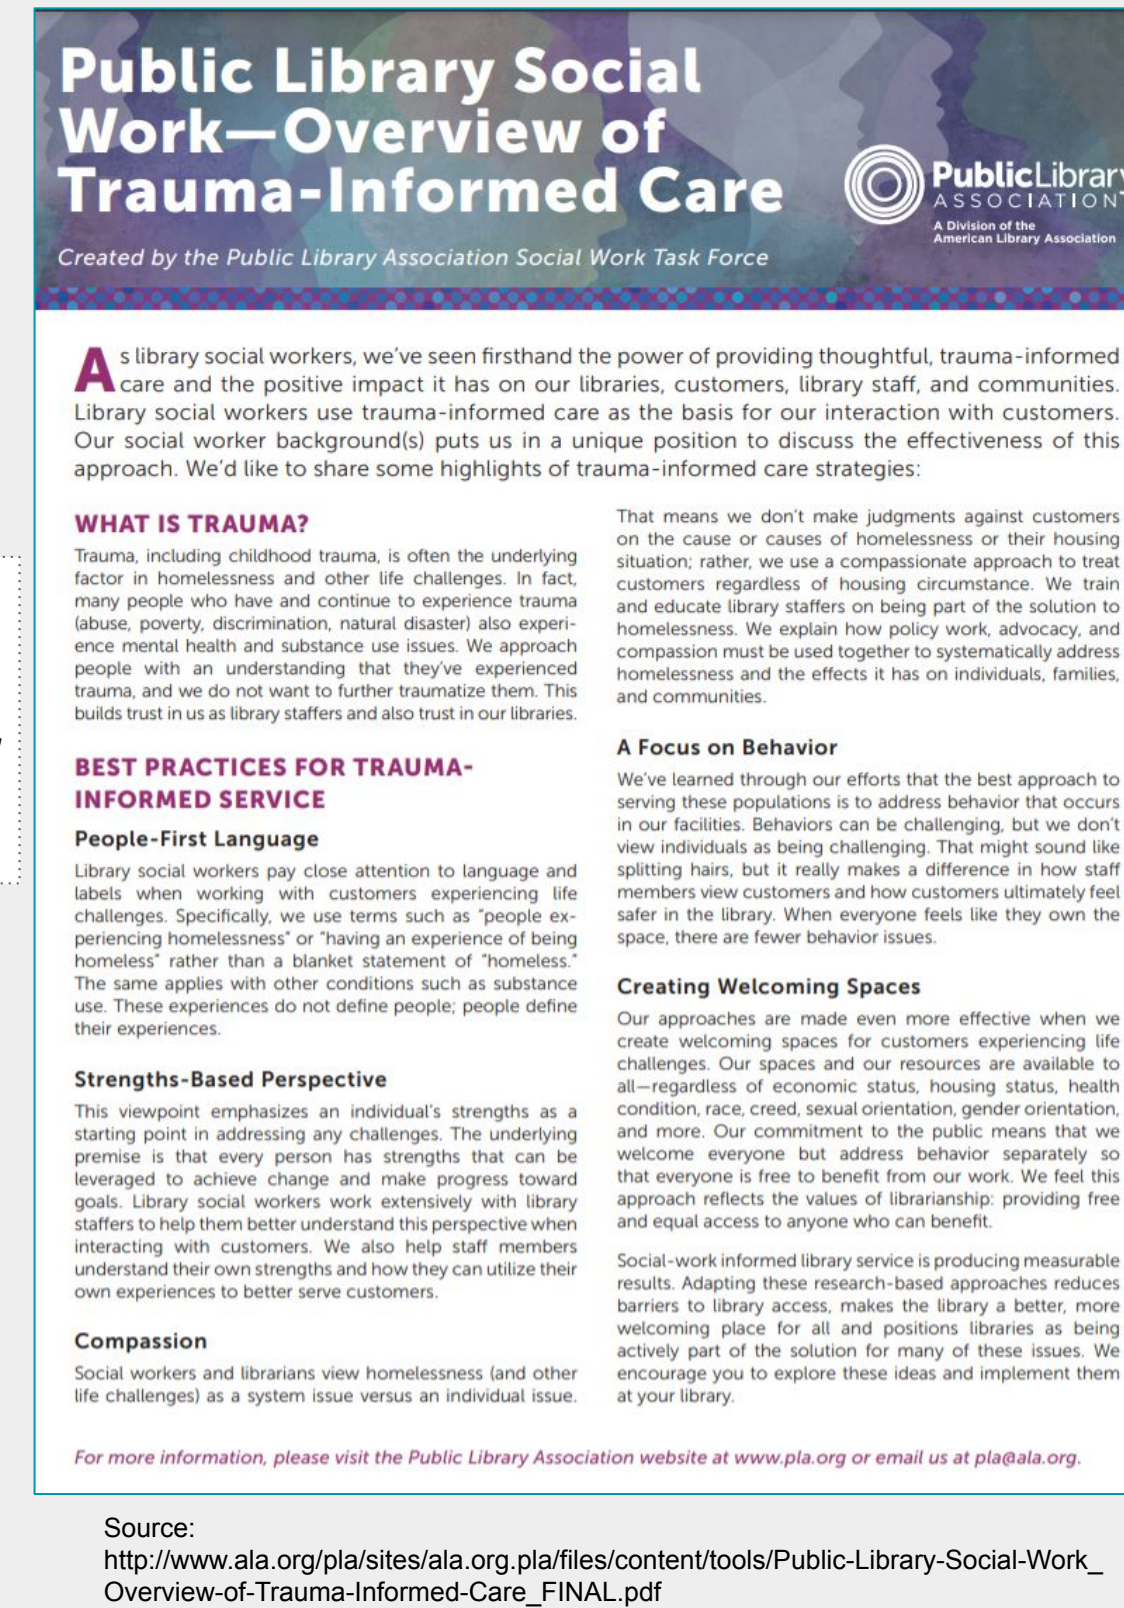 Public Library Social
Work—Overview of
Trauma-Informed Care
Created by the Public Library Association Social Work Task Force
PublicLibrary
ASSOCIATION
A Division of the
American Library Association
As library social workers, we've seen firsthand the power of providing thoughtful, trauma-informed
care and the positive impact it has on our libraries, customers, library staff, and communities.
Library social workers use trauma-informed care as the basis for our interaction with customers.
Our social worker background(s) puts us in a unique position to discuss the effectiveness of this
approach. We'd like to share some highlights of trauma-informed care strategies:
WHAT IS TRAUMA?
Trauma, including childhood trauma, is often the underlying
factor in homelessness and other life challenges. In fact,
many people who have and continue to experience trauma
(abuse, poverty, discrimination, natural disaster) also experi-
ence mental health and substance use issues. We approach
people with an understanding that they've experienced
trauma, and we do not want to further traumatize them. This
builds trust in us as library staffers and also trust in our libraries.
BEST PRACTICES FOR TRAUMA-
INFORMED SERVICE
People-First Language
Library social workers pay close attention to language and
labels when working with customers experiencing life
challenges. Specifically, we use terms such as "people ex-
periencing homelessness" or "having an experience of being
homeless" rather than a blanket statement of "homeless."
The same applies with other conditions such as substance
use. These experiences do not define people; people define
their experiences.
Strengths-Based Perspective
This viewpoint emphasizes an individual's strengths as a
starting point in addressing any challenges. The underlying
premise is that every person has strengths that can be
leveraged to achieve change and make progress toward
goals. Library social workers work extensively with library
staffers to help them better understand this perspective when
interacting with customers. We also help staff members
understand their own strengths and how they can utilize their
own experiences to better serve customers.
Compassion
Social workers and librarians view homelessness (and other
life challenges) as a system issue versus an individual issue.
That means we don't make judgments against customers
on the cause or causes of homelessness or their housing
situation; rather, we use a compassionate approach to treat
customers regardless of housing circumstance. We train
and educate library staffers on being part of the solution to
homelessness. We explain how policy work, advocacy, and
compassion must be used together to systematically address
homelessness and the effects it has on individuals, families,
and communities.
A Focus on Behavior
We've learned through our efforts that the best approach to
serving these populations is to address behavior that occurs
in our facilities. Behaviors can be challenging, but we don't
view individuals as being challenging. That might sound like
splitting hairs, but it really makes a difference in how staff
members view customers and how customers ultimately feel
safer in the library. When everyone feels like they own the
space, there are fewer behavior issues.
Creating Welcoming Spaces
Our approaches are made even more effective when we
create welcoming spaces for customers experiencing life
challenges. Our spaces and our resources are available to
all—regardless of economic status, housing status, health
condition, race, creed, sexual orientation, gender orientation,
and more. Our commitment to the public means that we
welcome everyone but address behavior separately so
that everyone is free to benefit from our work. We feel this
approach reflects the values of librarianship: providing free
and equal access to anyone who can benefit.
Social-work informed library service is producing measurable
results. Adapting these research-based approaches reduces
barriers to library access, makes the library a better, more
welcoming place for all and positions libraries as being
actively part of the solution for many of these issues. We
encourage you to explore these ideas and implement them
at your library.
For more information, please visit the Public Library Association website at www.pla.org or email us at pla@ala.org.
Source:
http://www.ala.org/pla/sites/ala.org.pla/files/content/tools/Public-Library-Social-Work_
Overview-of-Trauma-Informed-Care_FINAL.pdf